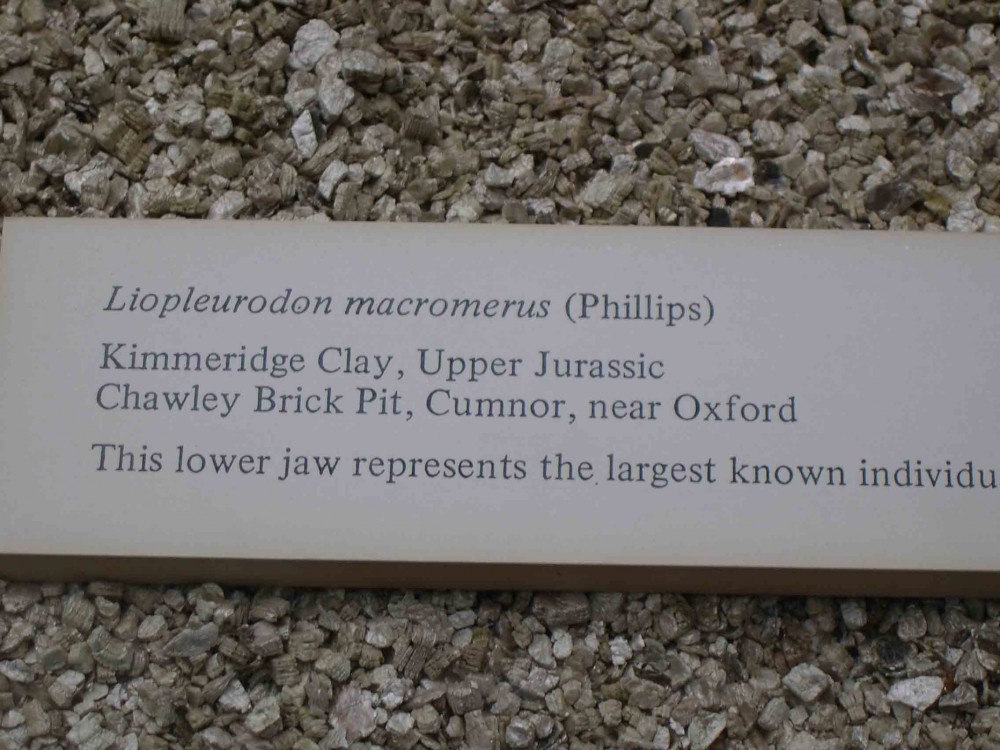 Liopleurodon macromerus (Phillips)
Kimmeridge Clay, Upper Jurassic
Chawley Brick Pit, Cumnor, near Oxford
This lower jaw represents the largest known individu